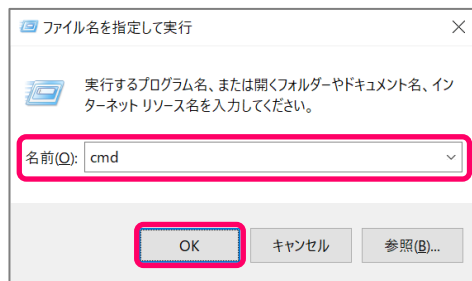 ファイル名を指定して実行
実行するプログラム名、または開くフォルダーやドキュメント名、イン
ターネット リソース名を入力してください。
名前(O): cmd
OK キャンセル 参照(B)...